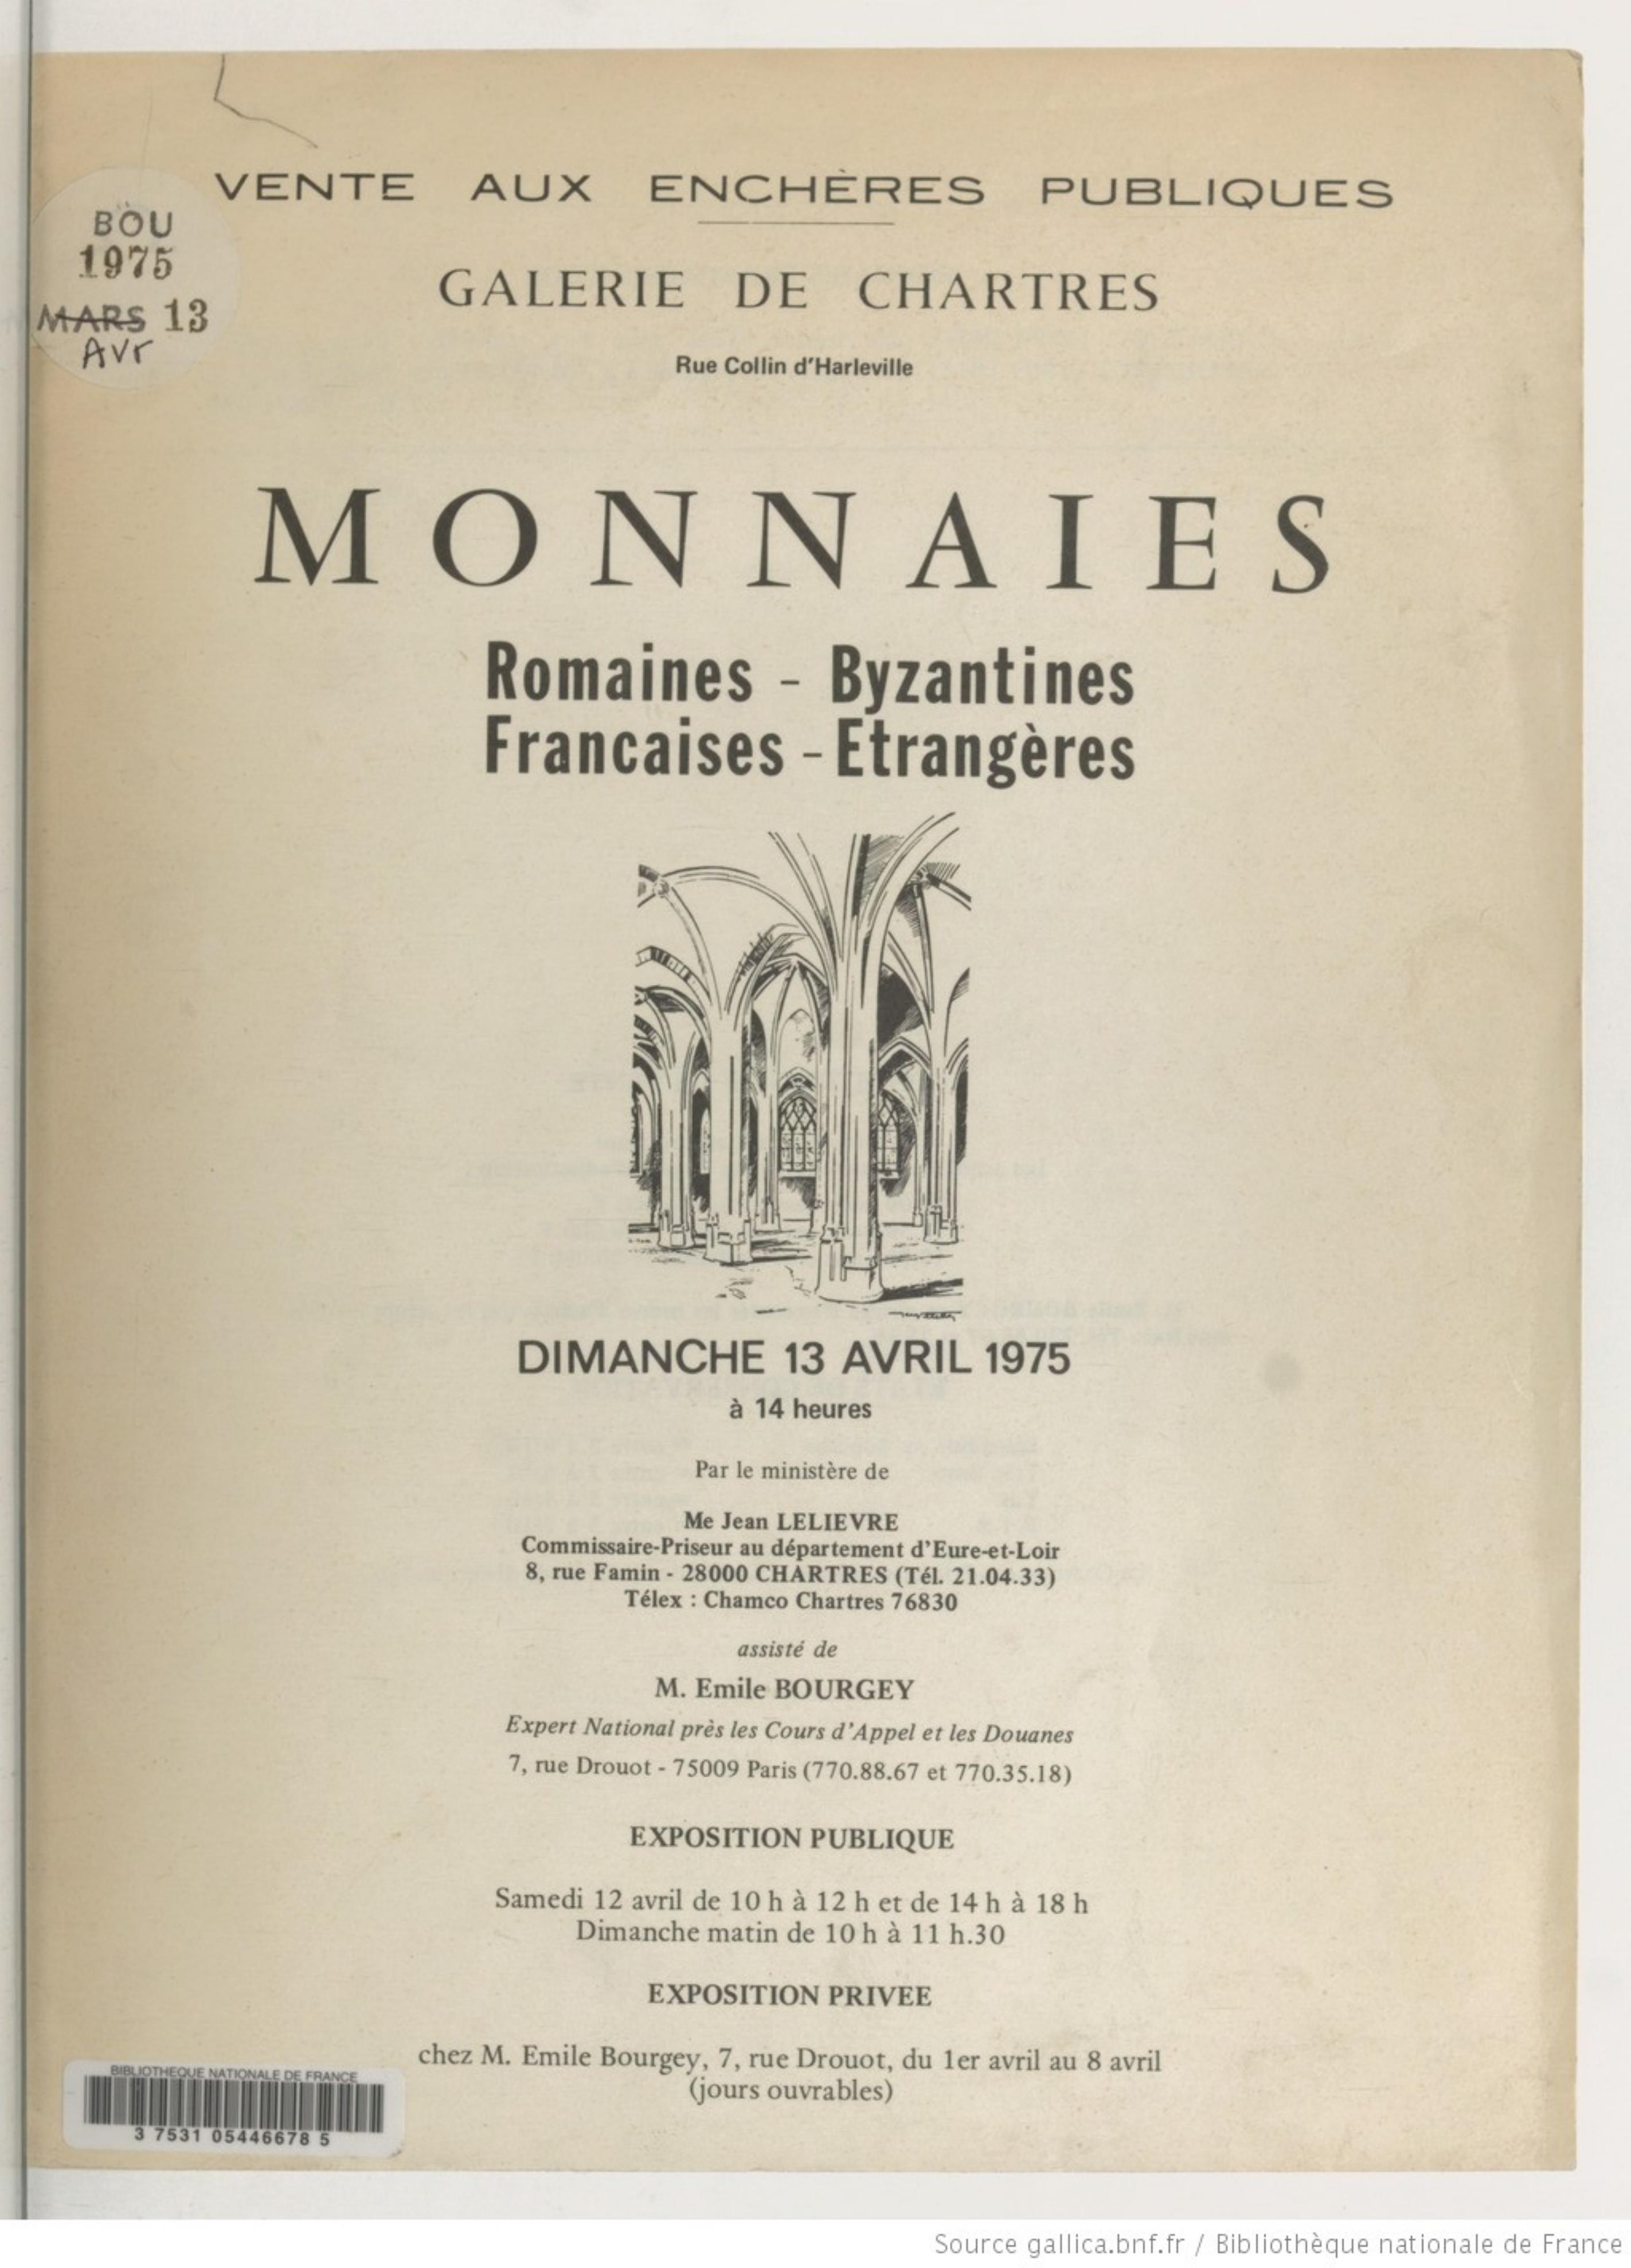 VENTE AUX ENCHÈRES PUBLIQUES
BOU
1975
MARS 13
Avr
GALERIE DE CHARTRES
Rue Collin d'Harleville
MONNAIES
Romaines - Byzantines
Francaises - Etrangères
DIMANCHE 13 AVRIL 1975
à 14 heures
Par le ministère de
Me Jean LELIEVRE
Commissaire-Priseur au département d'Eure-et-Loir
8, rue Famin - 28000 CHARTRES (Tél. 21.04.33)
Télex : Chamco Chartres 76830
assisté de
M. Emile BOURGEY
Expert National près les Cours d'Appel et les Douanes
7, rue Drouot - 75009 Paris (770.88.67 et 770.35.18)
EXPOSITION PUBLIQUE
Samedi 12 avril de 10 h à 12 h et de 14 h à 18 h
Dimanche matin de 10 h à 11 h.30
EXPOSITION PRIVEE
chez M. Emile Bourgey, 7, rue Drouot, du 1er avril au 8 avril
(jours ouvrables)
BIBLIOTHEQUE NATIONALE DE FRANCE
3 7531 05446678 5
Source gallica.bnf.fr / Bibliothèque nationale de France